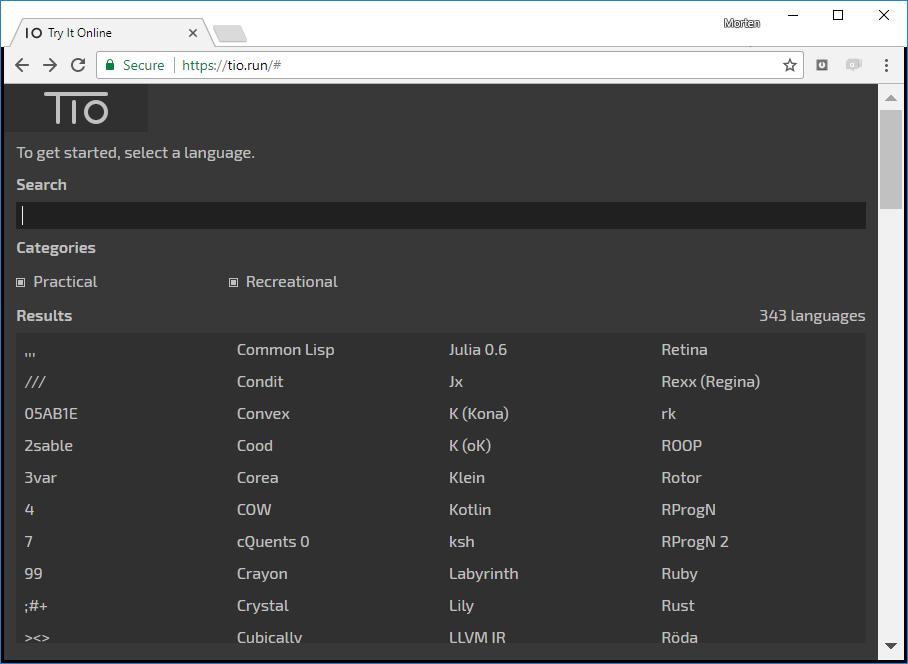 Morten
IO Try It Online
Secure https://tio.run/#
TIO
To get started, select a language.
Search
Categories
Practical Recreational
Results 343 languages
,,, Common Lisp Julia 0.6 Retina
/// Condit Jx Rexx (Regina)
05AB1E Convex K (Kona) rk
2sable Cood K (oK) ROOP
3var Corea Klein Rotor
4 COW Kotlin RProgN
7 cQuents 0 ksh RProgN 2
99 Crayon Labyrinth Ruby
;#+ Crystal Lily Rust
><> Cubically LLVM IR Röda